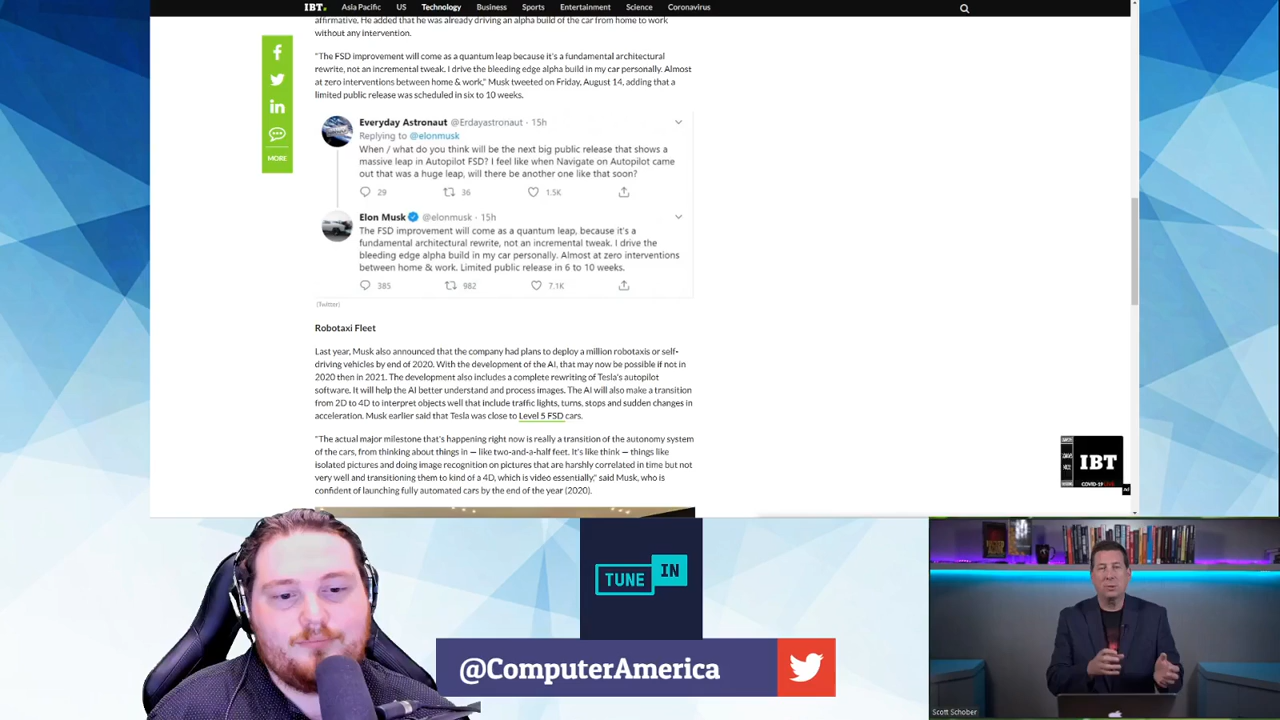 IBT. Asia Pacific US Technology Business Sports Entertainment Science Coronavirus
affirmative. He added that he was already driving an alpha build of the car from home to work
without any intervention.
"The FSD improvement will come as a quantum leap because it's a fundamental architectural
rewrite, not an incremental tweak. I drive the bleeding edge alpha build in my car personally. Almost
at zero interventions between home & work," Musk tweeted on Friday, August 14, adding that a
limited public release was scheduled in six to 10 weeks.
MORE
Everyday Astronaut @Erdayastronaut · 15h
Replying to @elonmusk
When / what do you think will be the next big public release that shows a
massive leap in Autopilot FSD? I feel like when Navigate on Autopilot came
out that was a huge leap, will there be another one like that soon?
29 36 1.5K
Elon Musk @elonmusk · 15h
The FSD improvement will come as a quantum leap, because it's a
fundamental architectural rewrite, not an incremental tweak. I drive the
bleeding edge alpha build in my car personally. Almost at zero interventions
between home & work. Limited public release in 6 to 10 weeks.
385 982 7.1K
(Twitter)
Robotaxi Fleet
Last year, Musk also announced that the company had plans to deploy a million robotaxis or self-
driving vehicles by end of 2020. With the development of the AI, that may now be possible if not in
2020 then in 2021. The development also includes a complete rewriting of Tesla's autopilot
software. It will help the AI better understand and process images. The AI will also make a transition
from 2D to 4D to interpret objects well that include traffic lights, turns, stops and sudden changes in
acceleration. Musk earlier said that Tesla was close to Level 5 FSD cars.
"The actual major milestone that's happening right now is really a transition of the autonomy system
of the cars, from thinking about things in — like two-and-a-half feet. It's like think — things like
isolated pictures and doing image recognition on pictures that are harshly correlated in time but not
very well and transitioning them to kind of a 4D, which is video essentially," said Musk, who is
confident of launching fully automated cars by the end of the year (2020).
IBT
COVID-19 LIVE
Ad
TUNE IN
@ComputerAmerica
Scott Schober